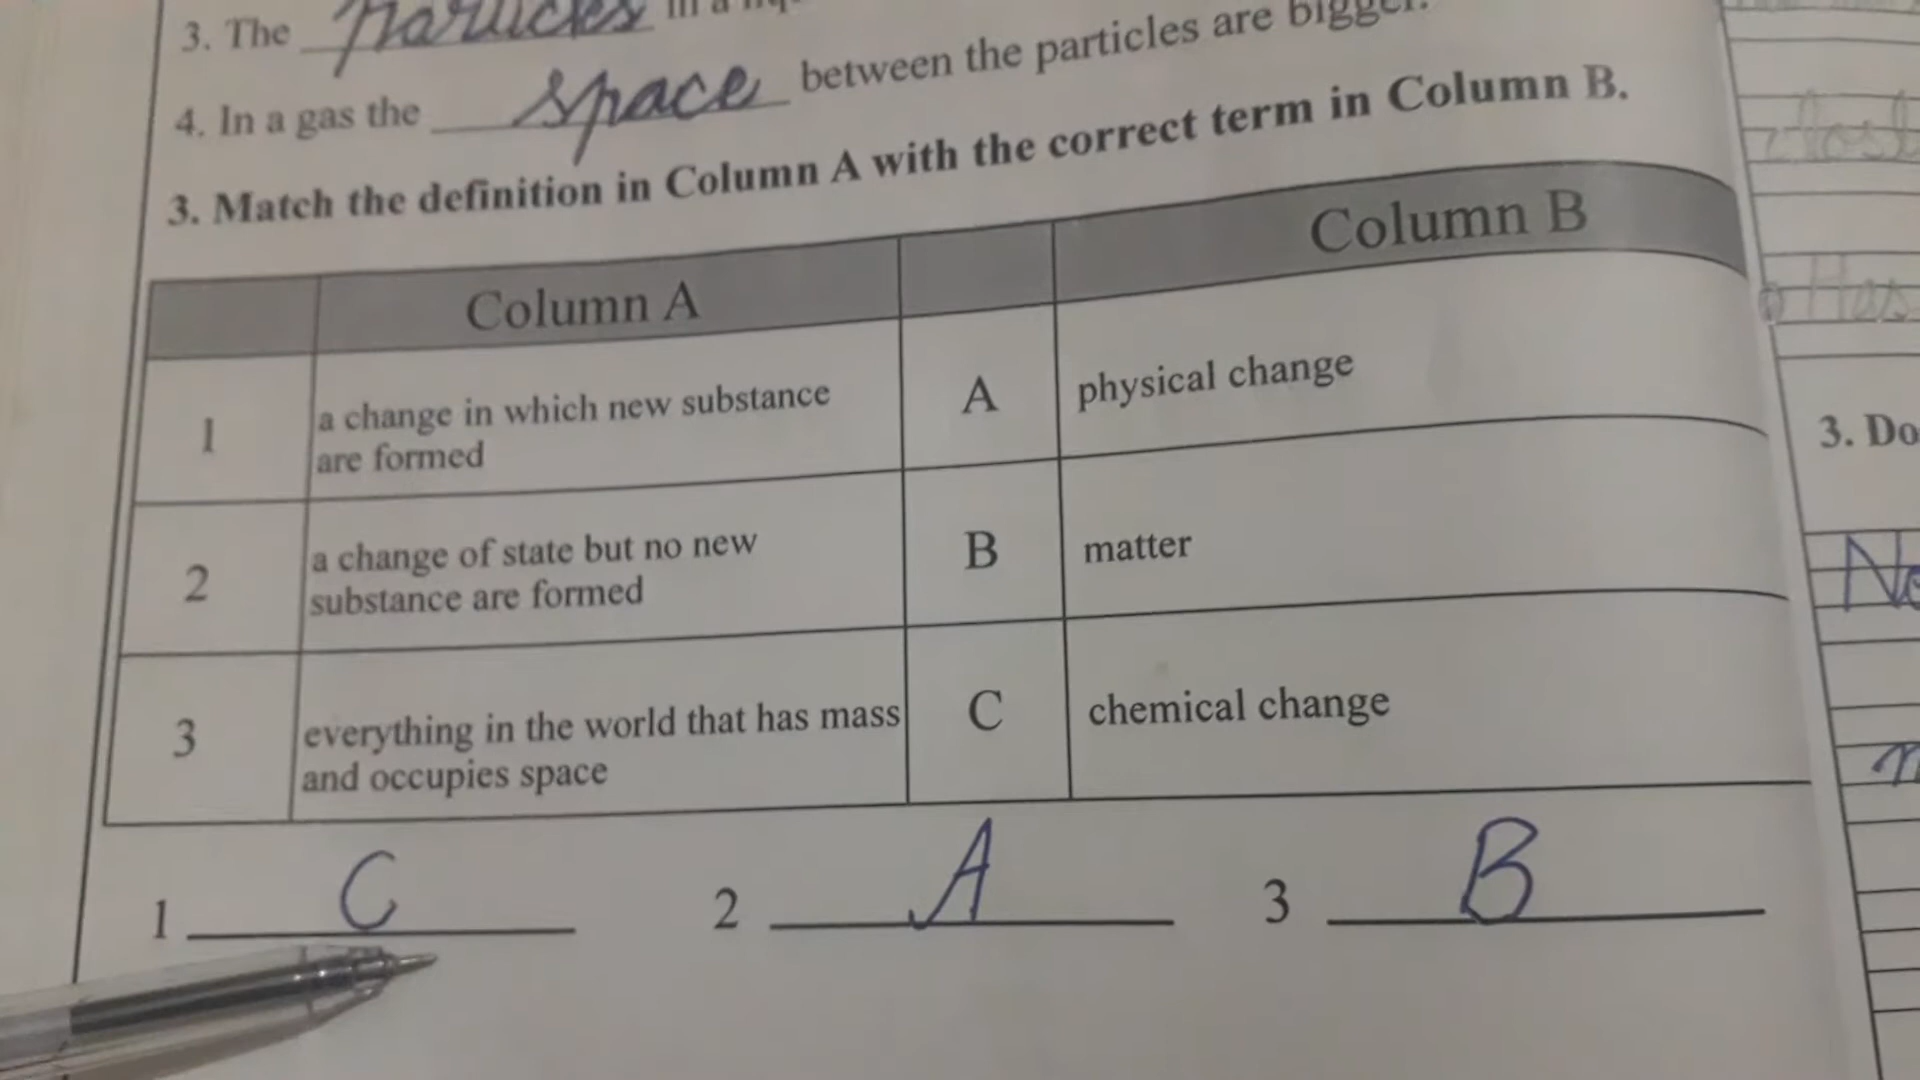 3. The particles in a
4. In a gas the space between the particles are bigger.
3. Match the definition in Column A with the correct term in Column B.
Column A Column B
1 a change in which new substance are formed A physical change
2 a change of state but no new substance are formed B matter
3 everything in the world that has mass and occupies space C chemical change
1 C 2 A 3 B
3. Do